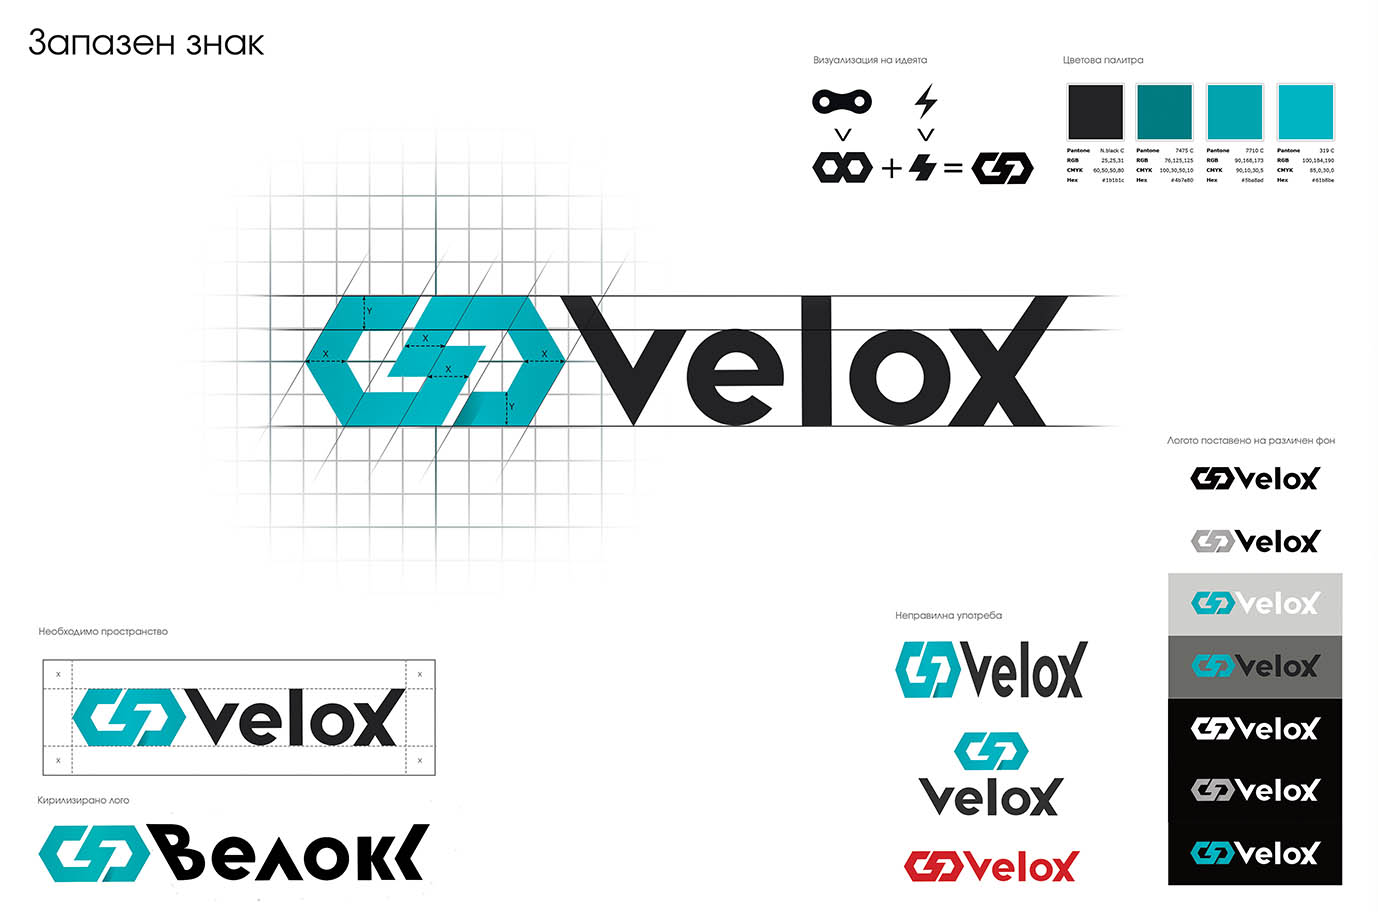 Запазен знак
Визуализация на идеята
Цветова палитра
+ =
Pantone N.black C
RGB 25,25,31
CMYK 60,50,50,80
Hex #1b1b1c
Pantone 7475 C
RGB 76,125,125
CMYK 100,30,50,10
Hex #4b7e80
Pantone 7710 C
RGB 90,168,173
CMYK 90,10,30,5
Hex #5ba8ad
Pantone 319 C
RGB 100,184,190
CMYK 85,0,30,0
Hex #61b8be
velox
Y
X
X
X
X
Y
Логото поставено на различен фон
velox
velox
velox
velox
velox
velox
velox
Необходимо пространство
x
x
velox
x
x
Кирилизирано лого
Велокс
Неправилна употреба
velox
velox
velox